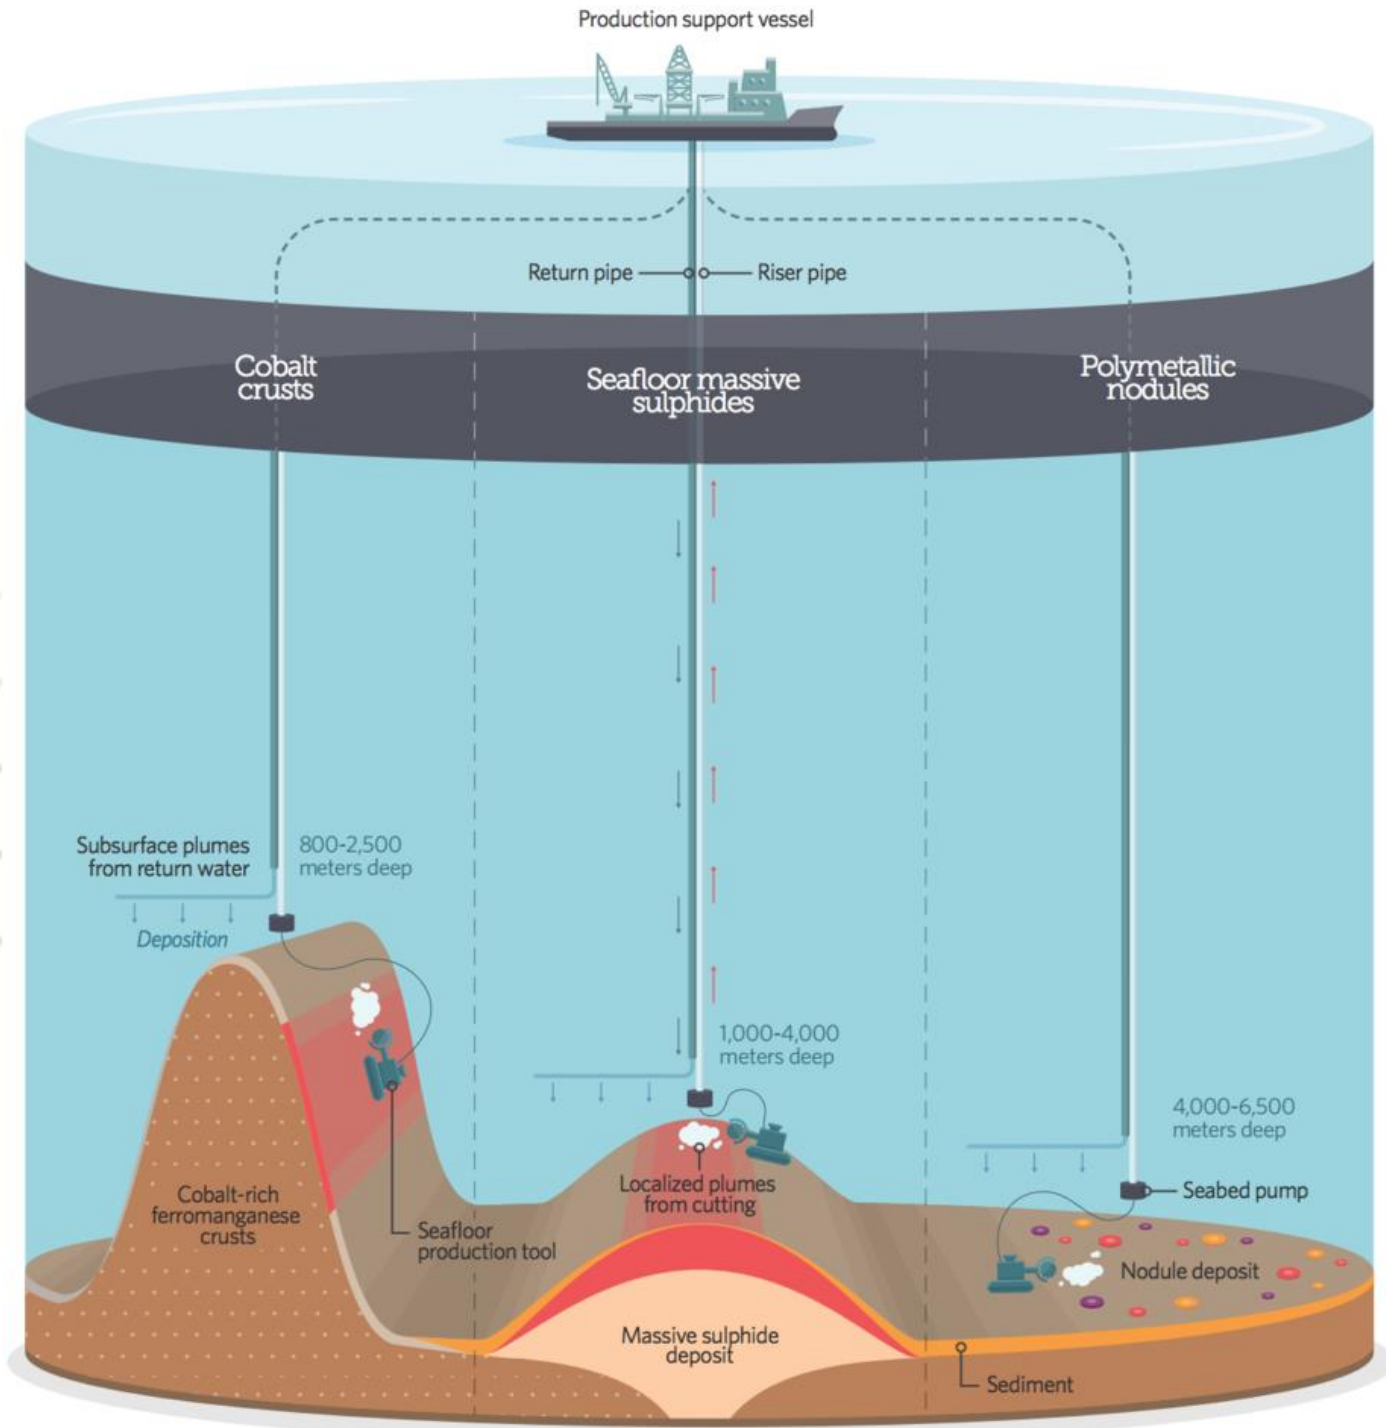 Production support vessel
Return pipe
Riser pipe
Cobalt
crusts
Seafloor massive
sulphides
Polymetallic
nodules
Subsurface plumes
from return water
800-2,500
meters deep
Deposition
1,000-4,000
meters deep
4,000-6,500
meters deep
Seabed pump
Cobalt-rich
ferromanganese
crusts
Seafloor
production tool
Localized plumes
from cutting
Nodule deposit
Massive sulphide
deposit
Sediment